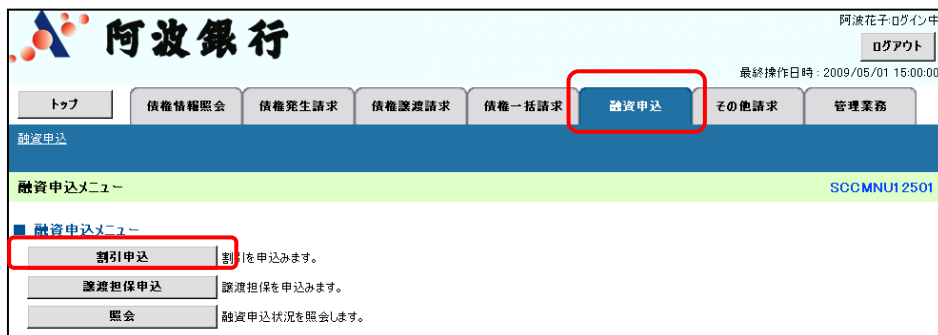 阿波花子:ログイン中
阿波銀行
ログアウト
最終操作日時：2009/05/01 15:00:00
トップ 債権情報照会 債権発生請求 債権譲渡請求 債権一括請求 融資申込 その他請求 管理業務
融資申込
融資申込メニュー SCCMNU12501
■ 融資申込メニュー
割引申込 割引を申込みます。
譲渡担保申込 譲渡担保を申込みます。
照会 融資申込状況を照会します。